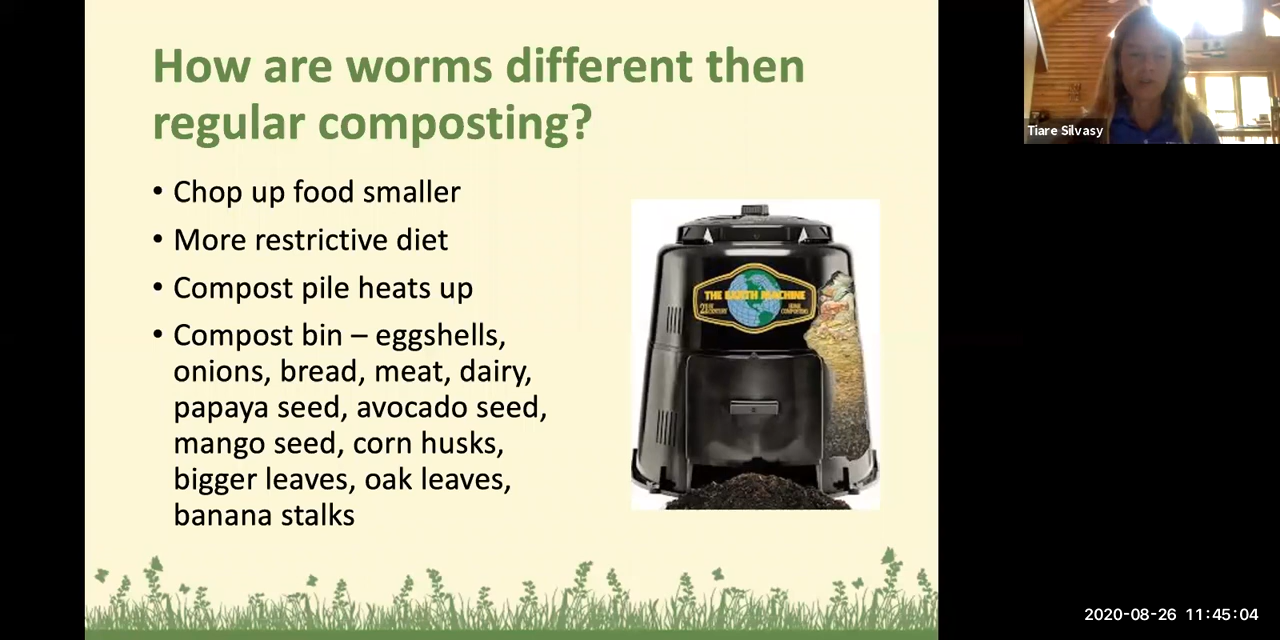 How are worms different then
regular composting?
• Chop up food smaller
• More restrictive diet
• Compost pile heats up
• Compost bin – eggshells,
onions, bread, meat, dairy,
papaya seed, avocado seed,
mango seed, corn husks,
bigger leaves, oak leaves,
banana stalks
THE EARTH MACHINE
HOME
COMPOSTING
Tiare Silvasy
2020-08-26 11:45:04